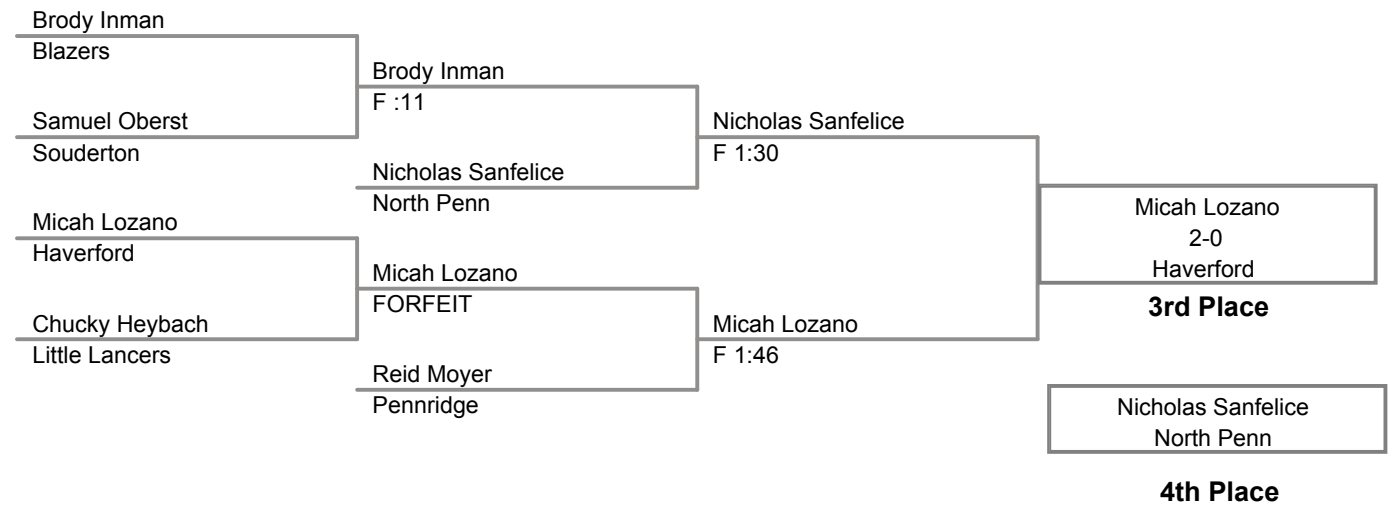 Brody Inman
Blazers
Samuel Oberst
Souderton
Micah Lozano
Haverford
Chucky Heybach
Little Lancers
Brody Inman
F :11
Nicholas Sanfelice
North Penn
Micah Lozano
FORFEIT
Reid Moyer
Pennridge
Nicholas Sanfelice
F 1:30
Micah Lozano
F 1:46
Micah Lozano
2-0
Haverford
3rd Place
Nicholas Sanfelice
North Penn
4th Place